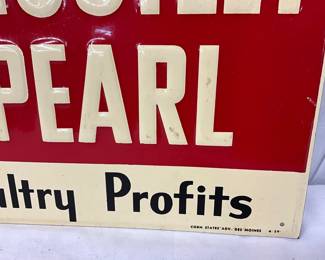 PEARL
ultry Profits
CORN STATES ADV. DES MOINES 4-59